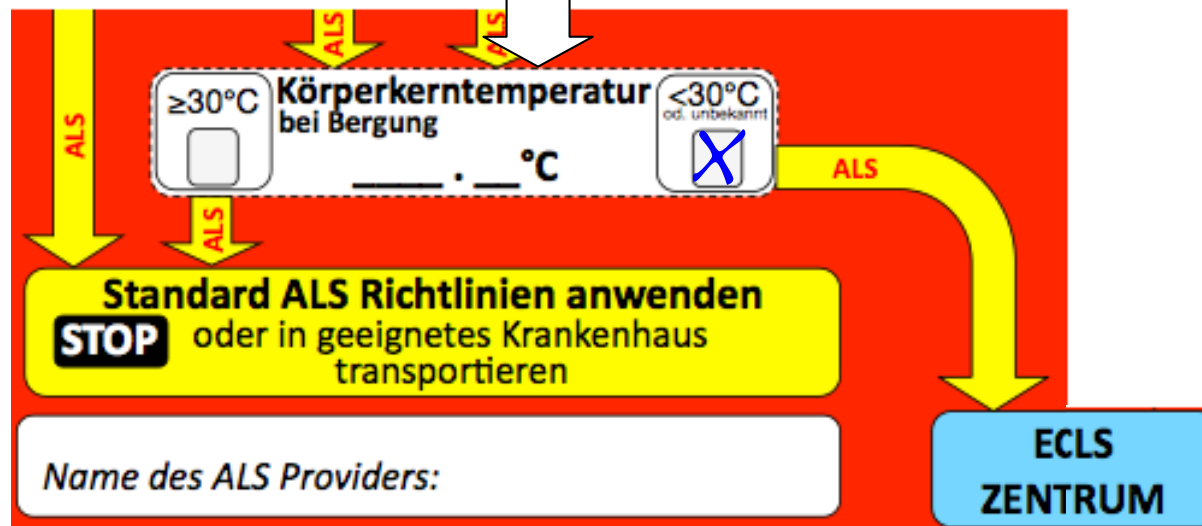 ALS
ALS
ALS
≥30°C
Körperkerntemperatur
bei Bergung
____ . __°C
<30°C
od. unbekannt
X
ALS
ALS
Standard ALS Richtlinien anwenden
STOP oder in geeignetes Krankenhaus
transportieren
Name des ALS Providers:
ECLS
ZENTRUM